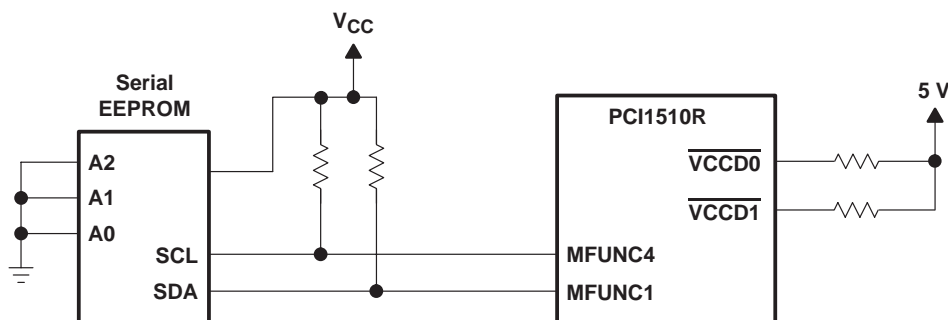 VCC
Serial
EEPROM
5 V
PCI1510R
A2
VCCD0
A1
VCCD1
A0
SCL
MFUNC4
SDA
MFUNC1